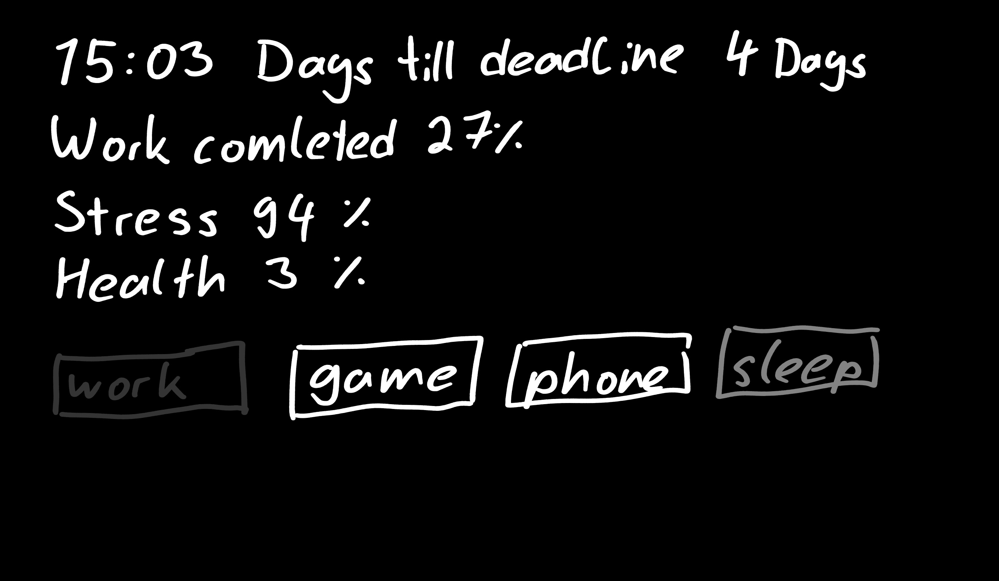 15:03 Days till deadline 4 Days
Work comleted 27%
Stress 94 %
Health 3 %
work game phone sleep